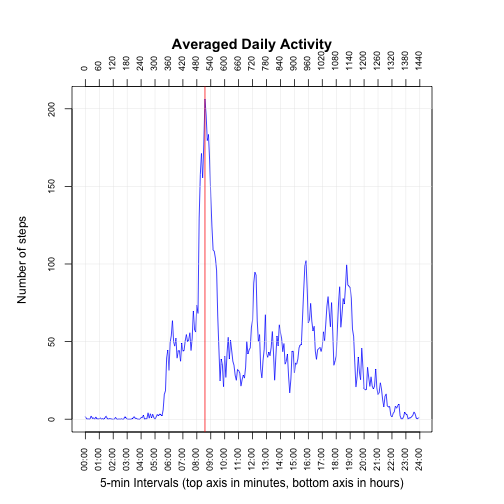 Averaged Daily Activity
0 60 120 180 240 300 360 420 480 540 600 660 720 780 840 900 960 1020 1080 1140 1200 1260 1320 1380 1440
200
150
100
50
0
Number of steps
00:00 01:00 02:00 03:00 04:00 05:00 06:00 07:00 08:00 09:00 10:00 11:00 12:00 13:00 14:00 15:00 16:00 17:00 18:00 19:00 20:00 21:00 22:00 23:00 24:00
5-min Intervals (top axis in minutes, bottom axis in hours)